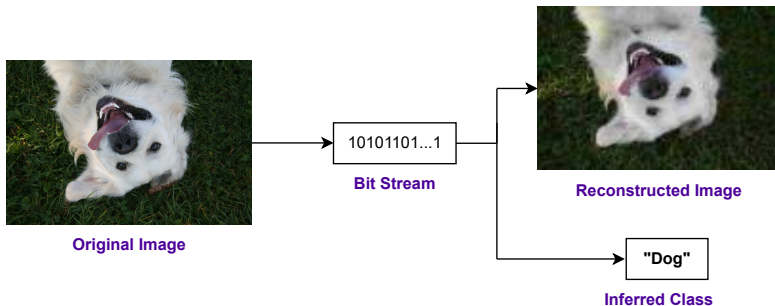 Original Image
10101101...1
Bit Stream
Reconstructed Image
"Dog"
Inferred Class